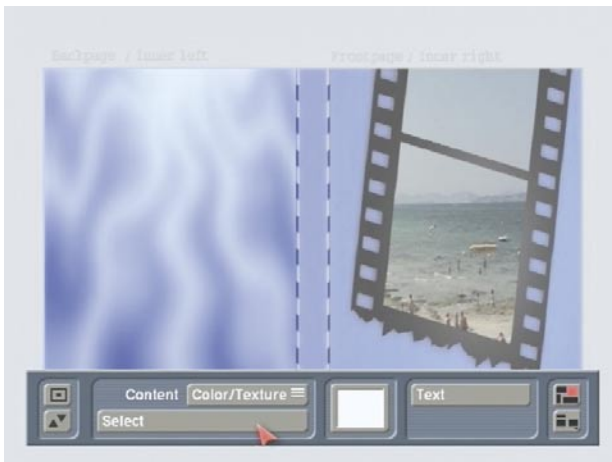 Backpage / Inner left
Frontpage / Inner right
Content Color/Texture
Select
Text